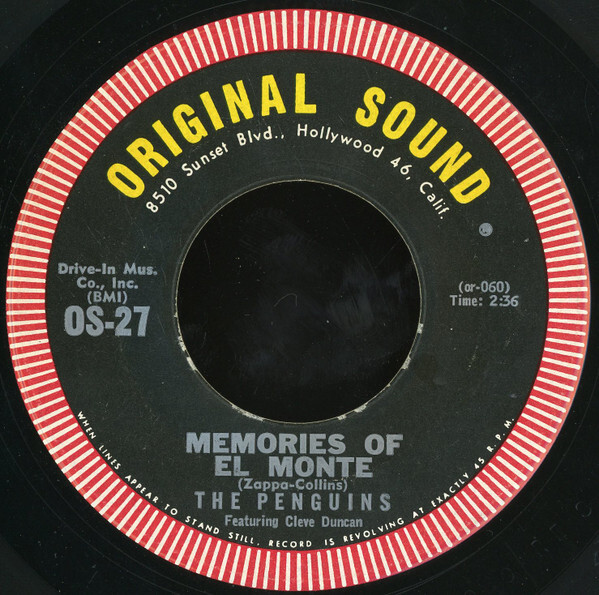 ORIGINAL SOUND
8510 Sunset Blvd., Hollywood 46, Calif.
Drive-In Mus.
Co., Inc.
(BMI)
OS-27
(or-060)
Time: 2:36
MEMORIES OF
EL MONTE
(Zappa-Collins)
THE PENGUINS
Featuring Cleve Duncan
WHEN LINES APPEAR TO STAND STILL, RECORD IS REVOLVING AT EXACTLY 45 R.P.M.